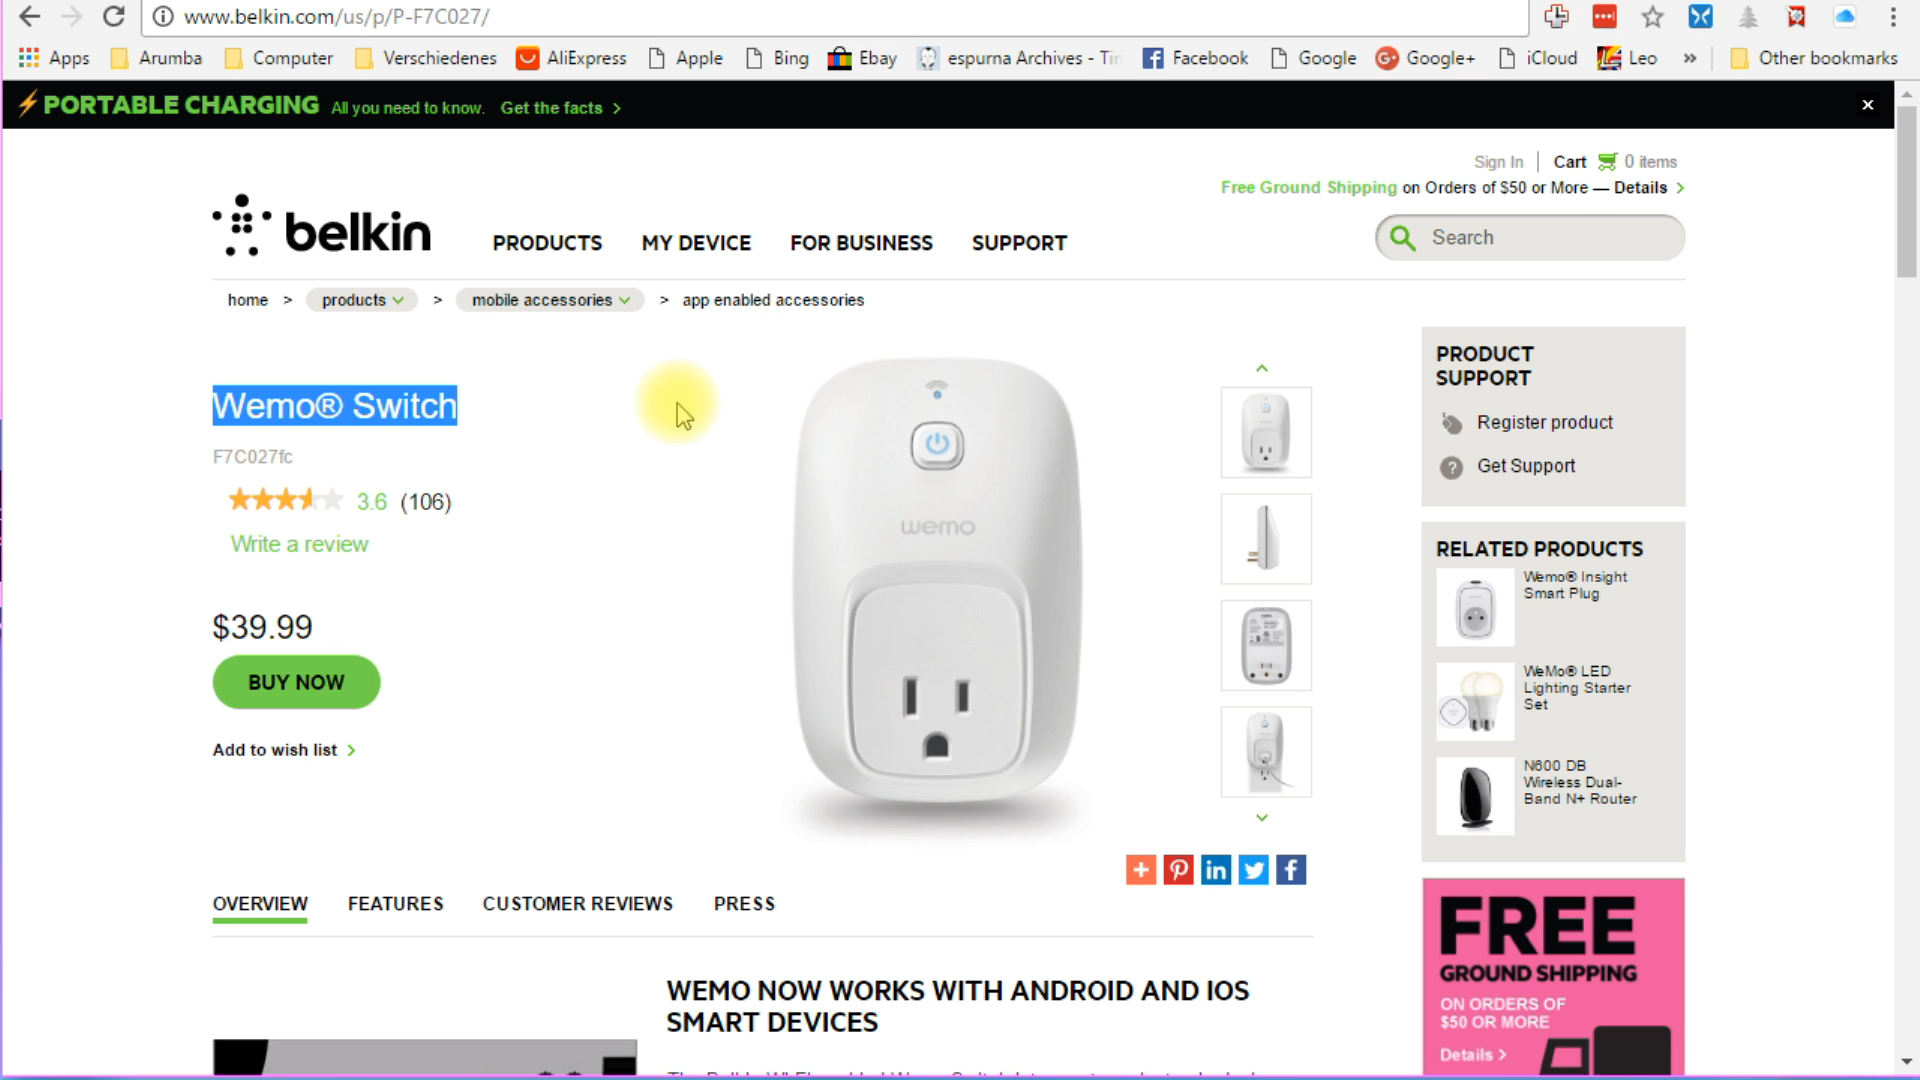 www.belkin.com/us/p/P-F7C027/
Apps Arumba Computer Verschiedenes AliExpress Apple Bing Ebay espurna Archives - Tin Facebook Google Google+ iCloud Leo » Other bookmarks
PORTABLE CHARGING All you need to know. Get the facts >
Sign In Cart 0 items
Free Ground Shipping on Orders of $50 or More — Details >
belkin PRODUCTS MY DEVICE FOR BUSINESS SUPPORT
Search
home > products > mobile accessories > app enabled accessories
Wemo® Switch
F7C027fc
3.6 (106)
Write a review
$39.99
BUY NOW
Add to wish list >
wemo
PRODUCT
SUPPORT
Register product
Get Support
RELATED PRODUCTS
Wemo® Insight
Smart Plug
WeMo® LED
Lighting Starter
Set
N600 DB
Wireless Dual-
Band N+ Router
OVERVIEW FEATURES CUSTOMER REVIEWS PRESS
WEMO NOW WORKS WITH ANDROID AND IOS
SMART DEVICES
FREE
GROUND SHIPPING
ON ORDERS OF
$50 OR MORE
Details >